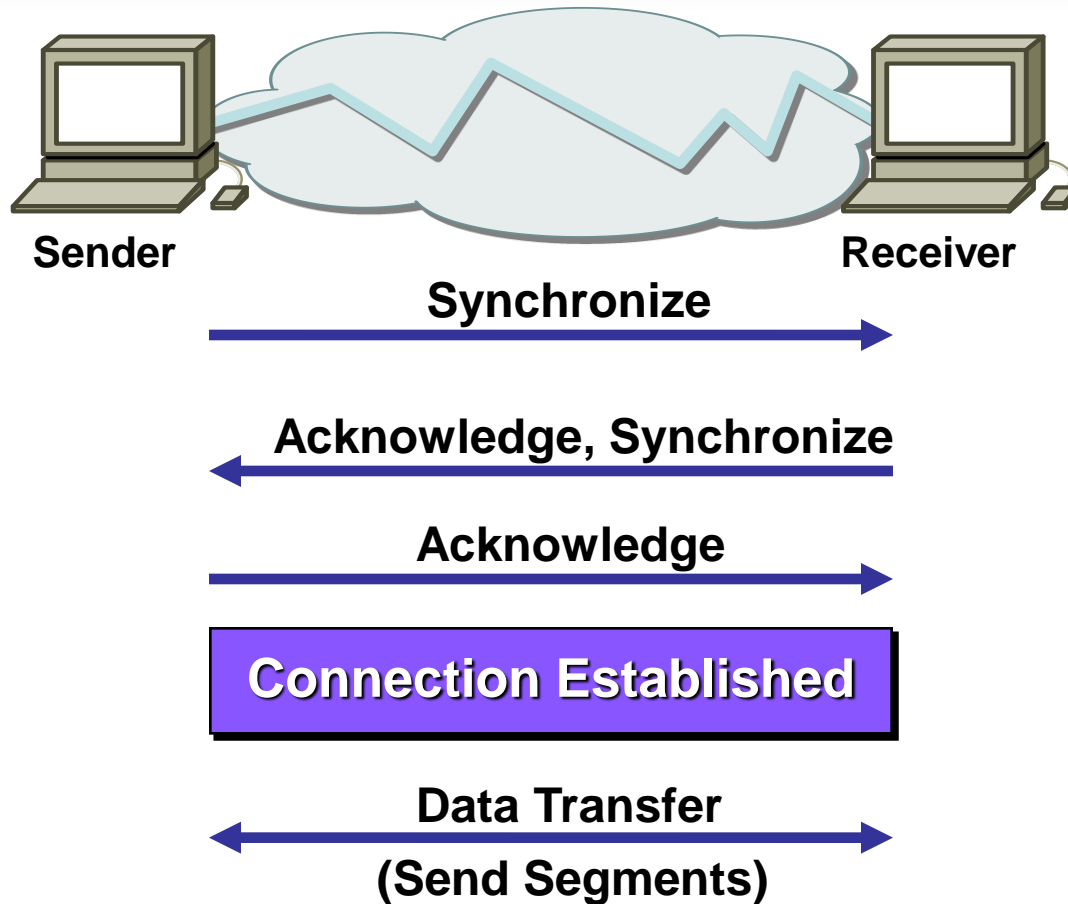 Sender
Receiver
Synchronize
Acknowledge, Synchronize
Acknowledge
Connection Established
Data Transfer
(Send Segments)